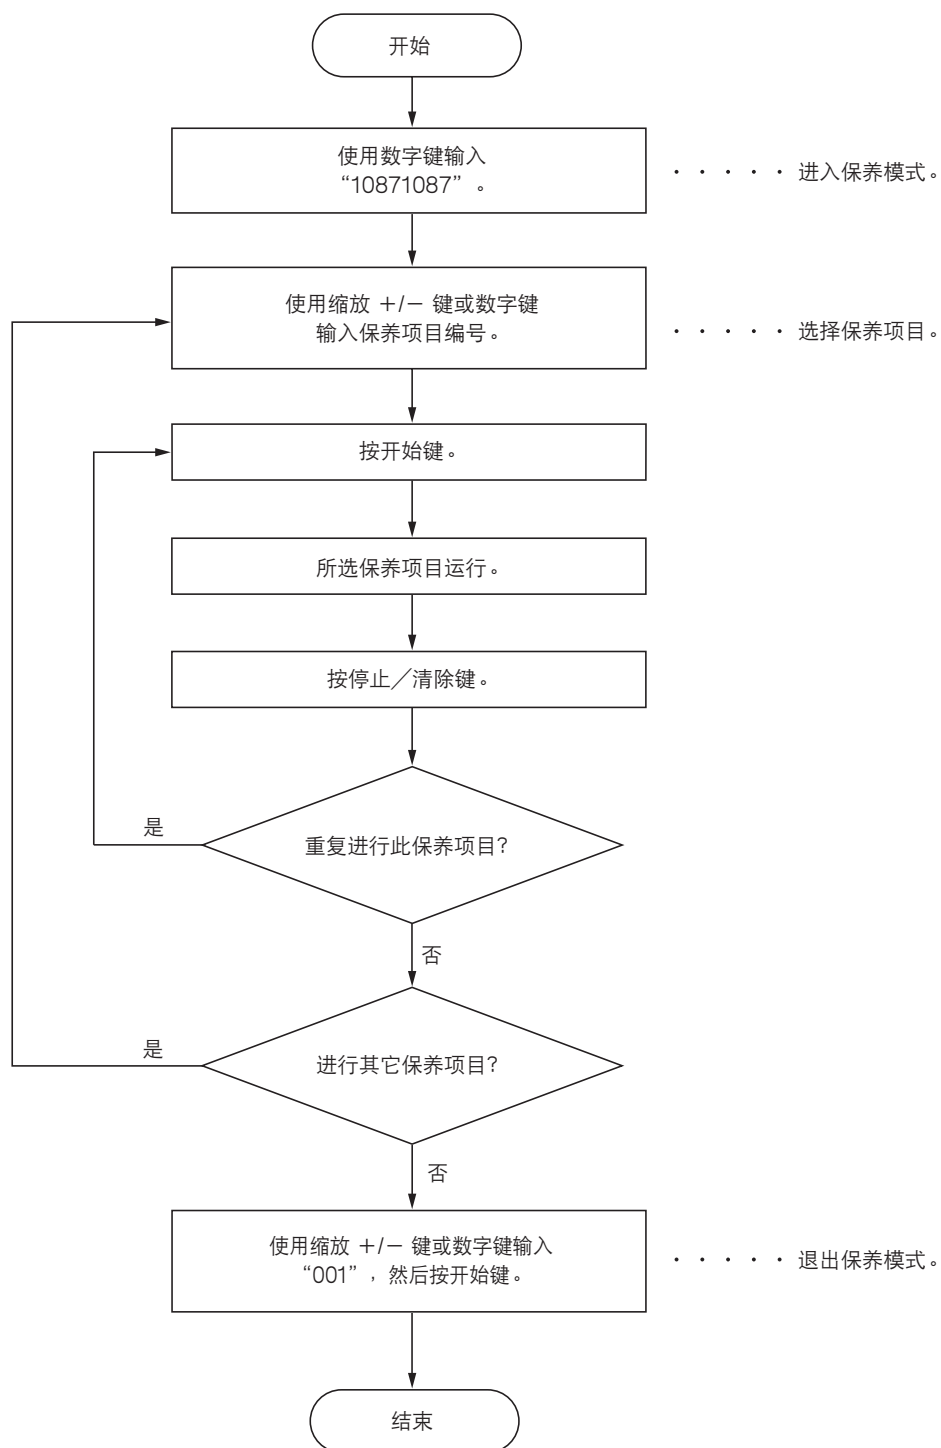 开始
使用数字键输入
“10871087”。
· · · · · 进入保养模式。
使用缩放 +/− 键或数字键
输入保养项目编号。
· · · · · 选择保养项目。
按开始键。
所选保养项目运行。
按停止／清除键。
是
重复进行此保养项目?
否
是
进行其它保养项目?
否
使用缩放 +/− 键或数字键输入
“001”，然后按开始键。
· · · · · 退出保养模式。
结束